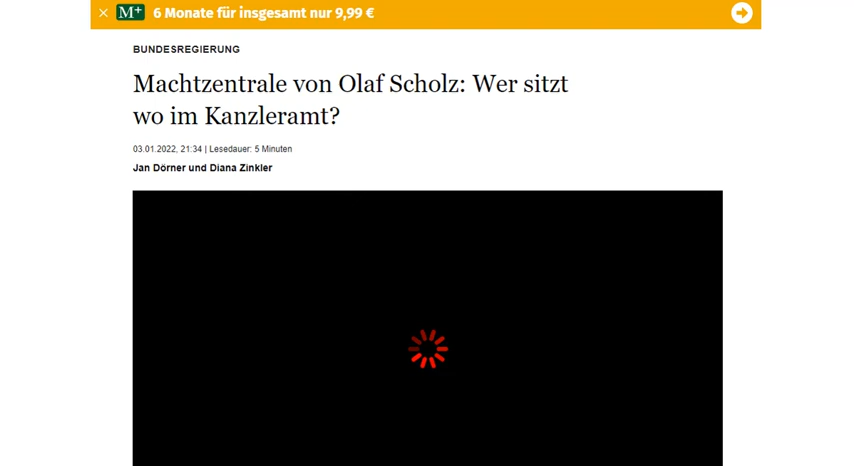 M+ 6 Monate für insgesamt nur 9,99 €
BUNDESREGIERUNG
Machtzentrale von Olaf Scholz: Wer sitzt
wo im Kanzleramt?
03.01.2022, 21:34 | Lesedauer: 5 Minuten
Jan Dörner und Diana Zinkler